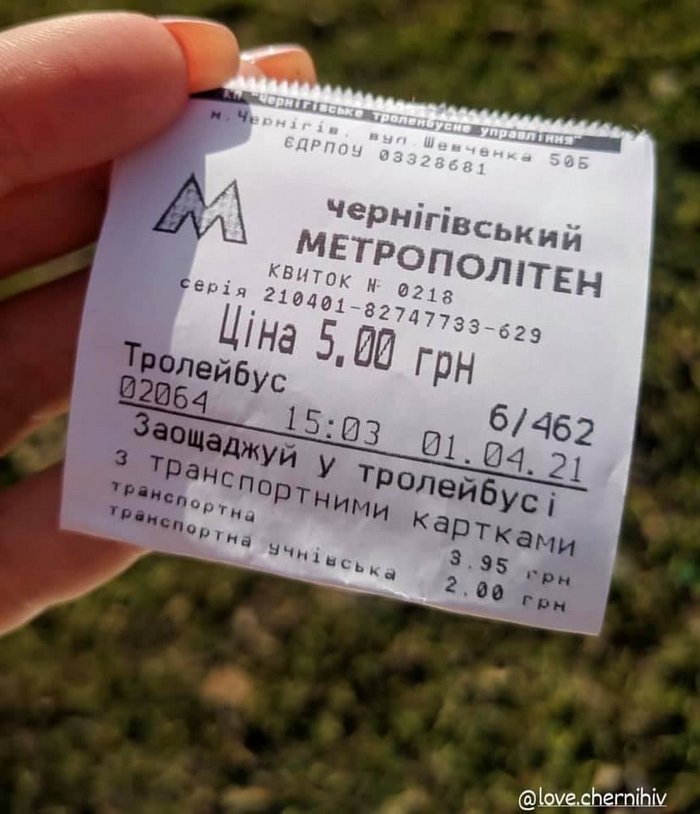 КП "Чернігівське тролейбусне управління"
м.Чернігів, вул.Шевченка 50Б
ЄДРПОУ 03328681
М
чернігівський
МЕТРОПОЛІТЕН
КВИТОК № 0218
серія 210401-82747733-629
Ціна 5.00 грн
Тролейбус 6/462
02064 15:03 01.04.21
Заощаджуй у тролейбусі
з транспортними картками
транспортна 3.95 грн
транспортна учнівська 2.00 грн
@love.chernihiv